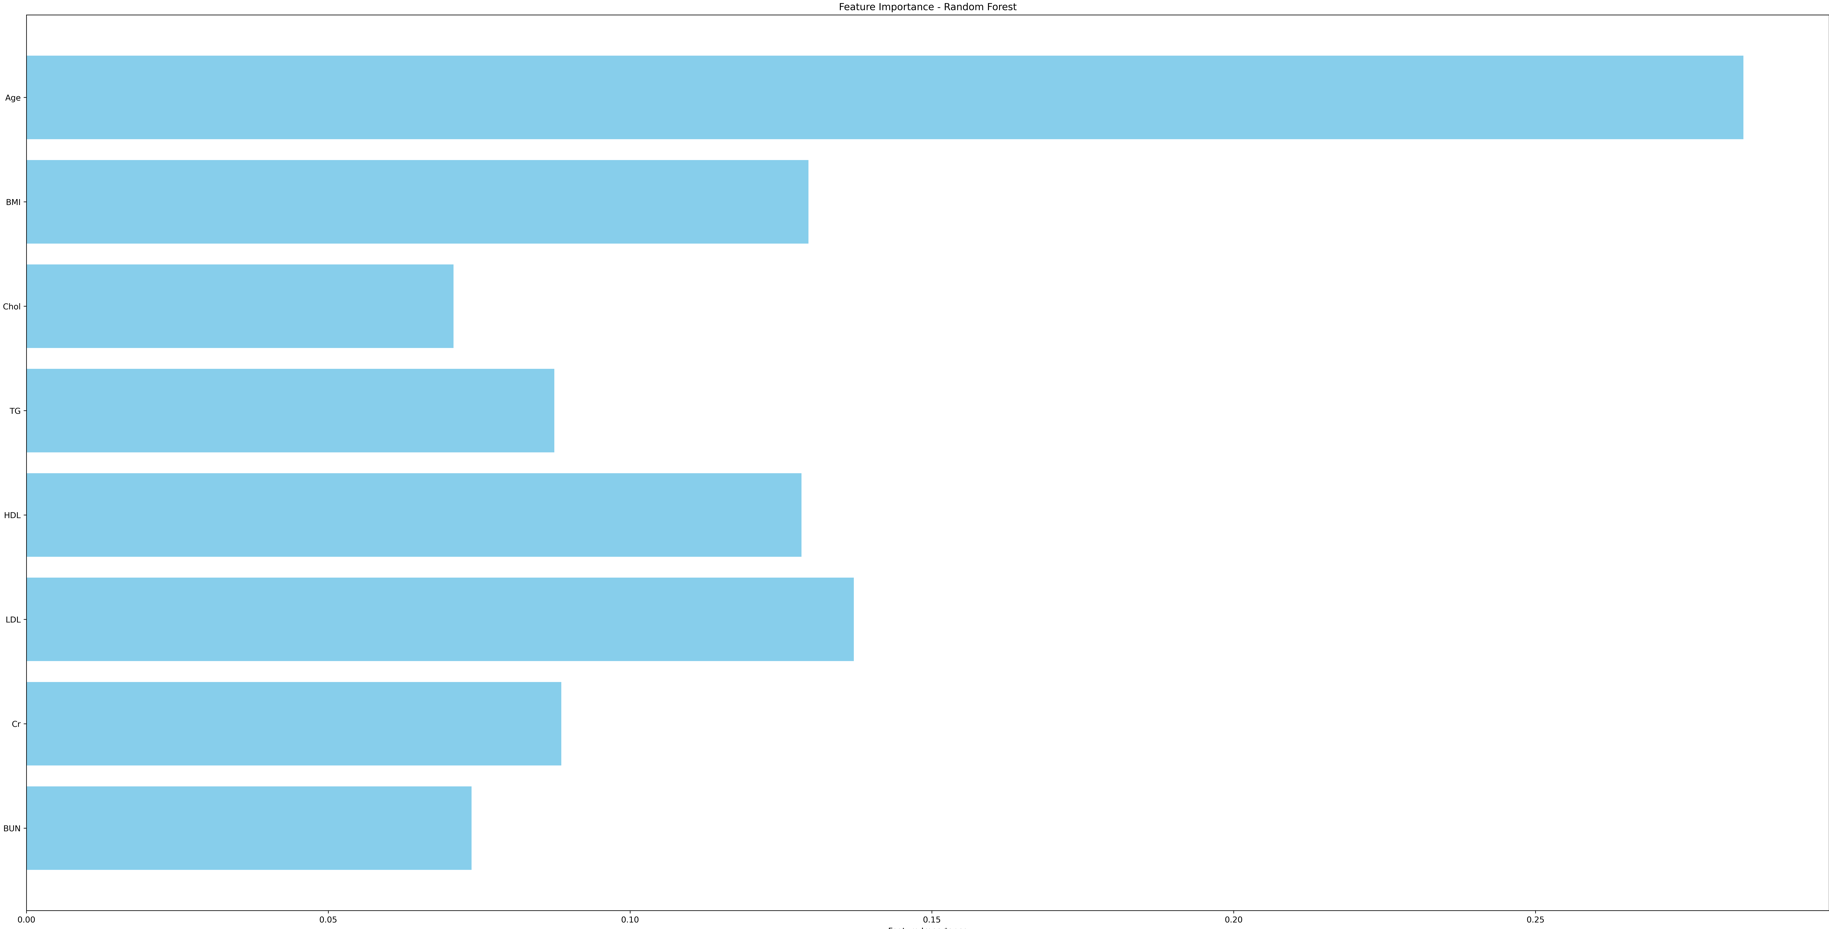 Feature Importance - Random Forest
Age
BMI
Chol
TG
HDL
LDL
Cr
BUN
0.00 0.05 0.10 0.15 0.20 0.25